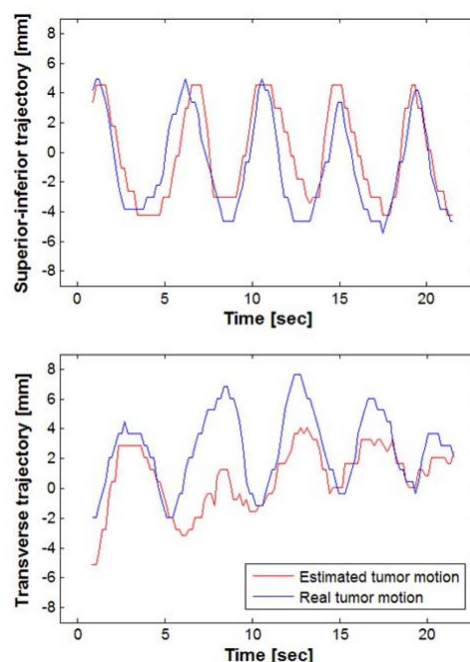 Superior-inferior trajectory [mm]
8
6
4
2
0
-2
-4
-6
-8
0 5 10 15 20
Time [sec]
Transverse trajectory [mm]
8
6
4
2
0
-2
-4
-6
-8
Estimated tumor motion
Real tumor motion
0 5 10 15 20
Time [sec]